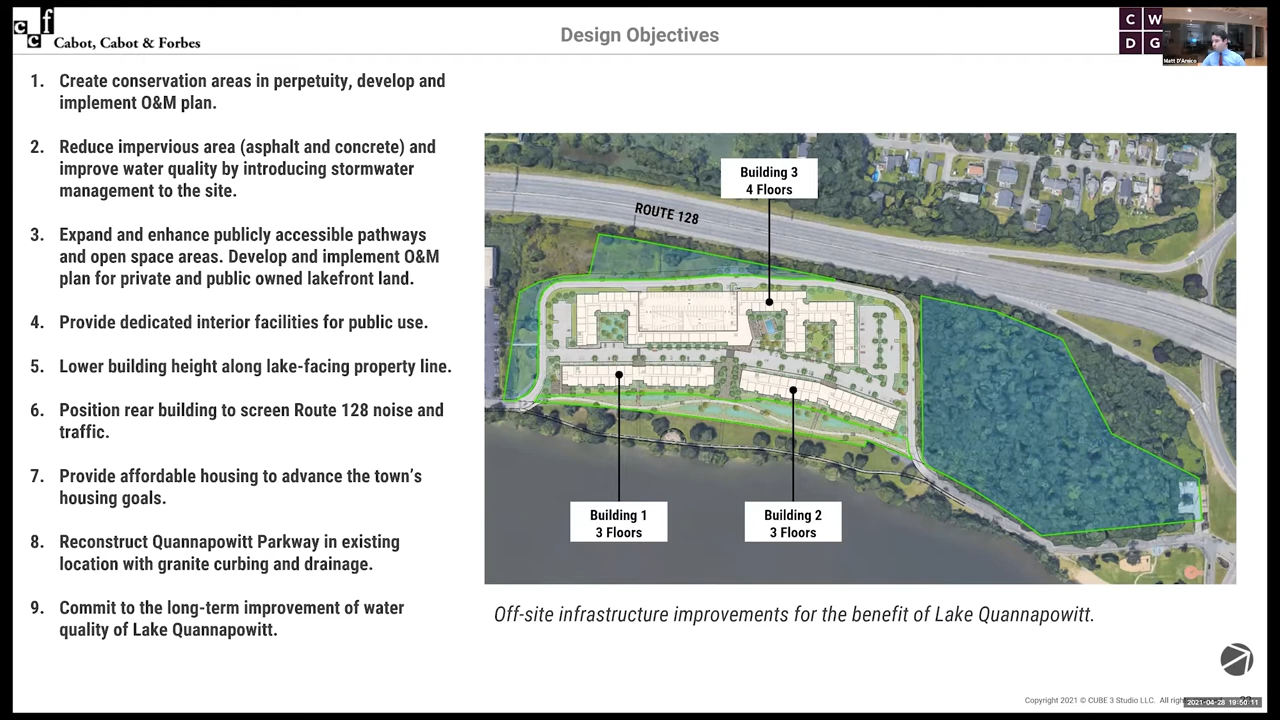 c c f
Cabot, Cabot & Forbes
Design Objectives
C W
D G
Matt D'Amico
1. Create conservation areas in perpetuity, develop and
implement O&M plan.
2. Reduce impervious area (asphalt and concrete) and
improve water quality by introducing stormwater
management to the site.
3. Expand and enhance publicly accessible pathways
and open space areas. Develop and implement O&M
plan for private and public owned lakefront land.
4. Provide dedicated interior facilities for public use.
5. Lower building height along lake-facing property line.
6. Position rear building to screen Route 128 noise and
traffic.
7. Provide affordable housing to advance the town’s
housing goals.
8. Reconstruct Quannapowitt Parkway in existing
location with granite curbing and drainage.
9. Commit to the long-term improvement of water
quality of Lake Quannapowitt.
Building 3
4 Floors
ROUTE 128
Building 1
3 Floors
Building 2
3 Floors
Off-site infrastructure improvements for the benefit of Lake Quannapowitt.
Copyright 2021 © CUBE 3 Studio LLC. All
2021-04-28 19:50:11